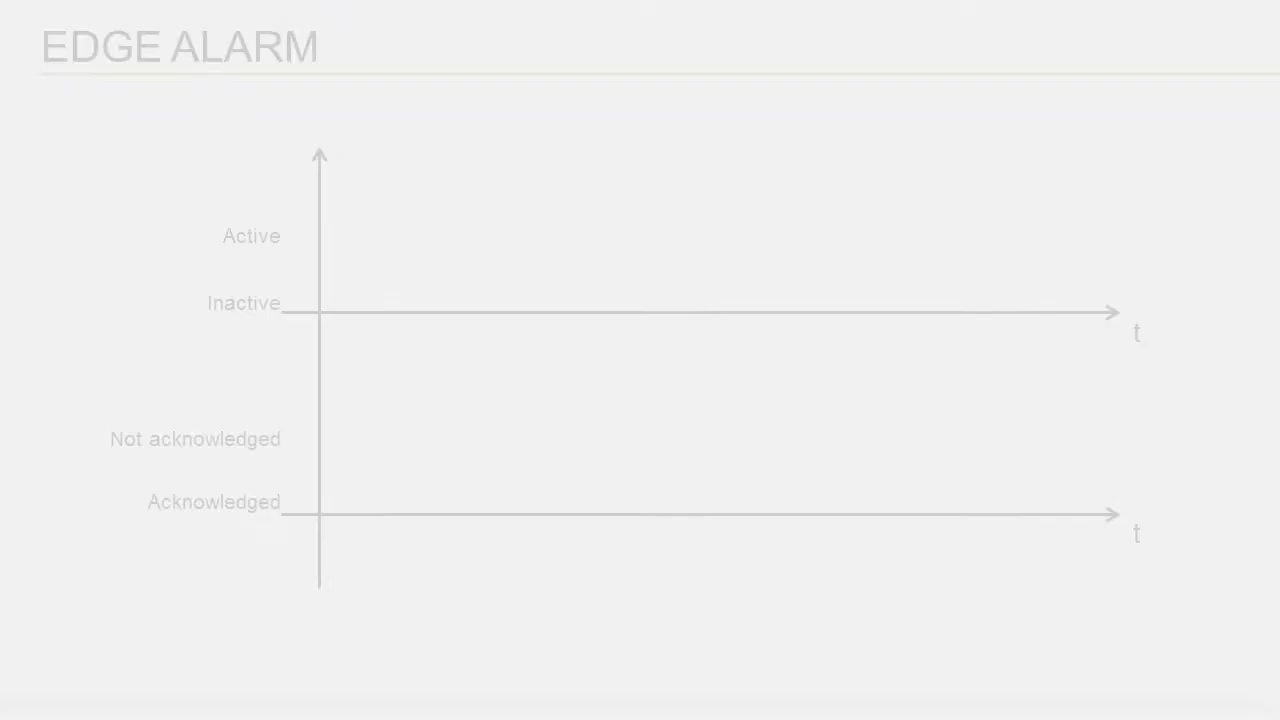 EDGE ALARM
Active
Inactive
t
Not acknowledged
Acknowledged
t